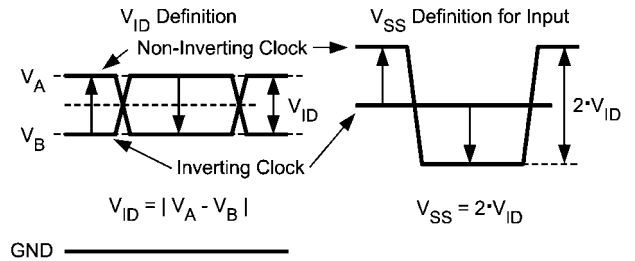 V_ID Definition
V_SS Definition for Input
Non-Inverting Clock
V_A
V_B
V_ID
2·V_ID
Inverting Clock
V_ID = | V_A - V_B |
V_SS = 2·V_ID
GND